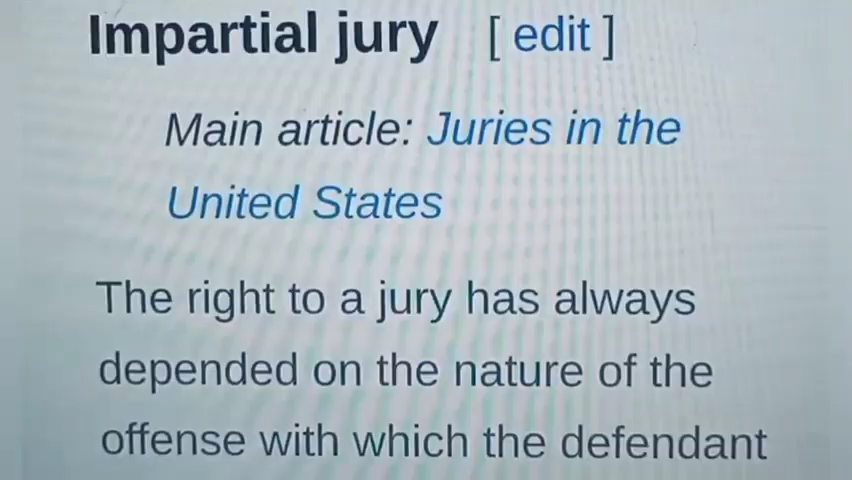 Impartial jury [ edit ]
Main article: Juries in the
United States
The right to a jury has always
depended on the nature of the
offense with which the defendant